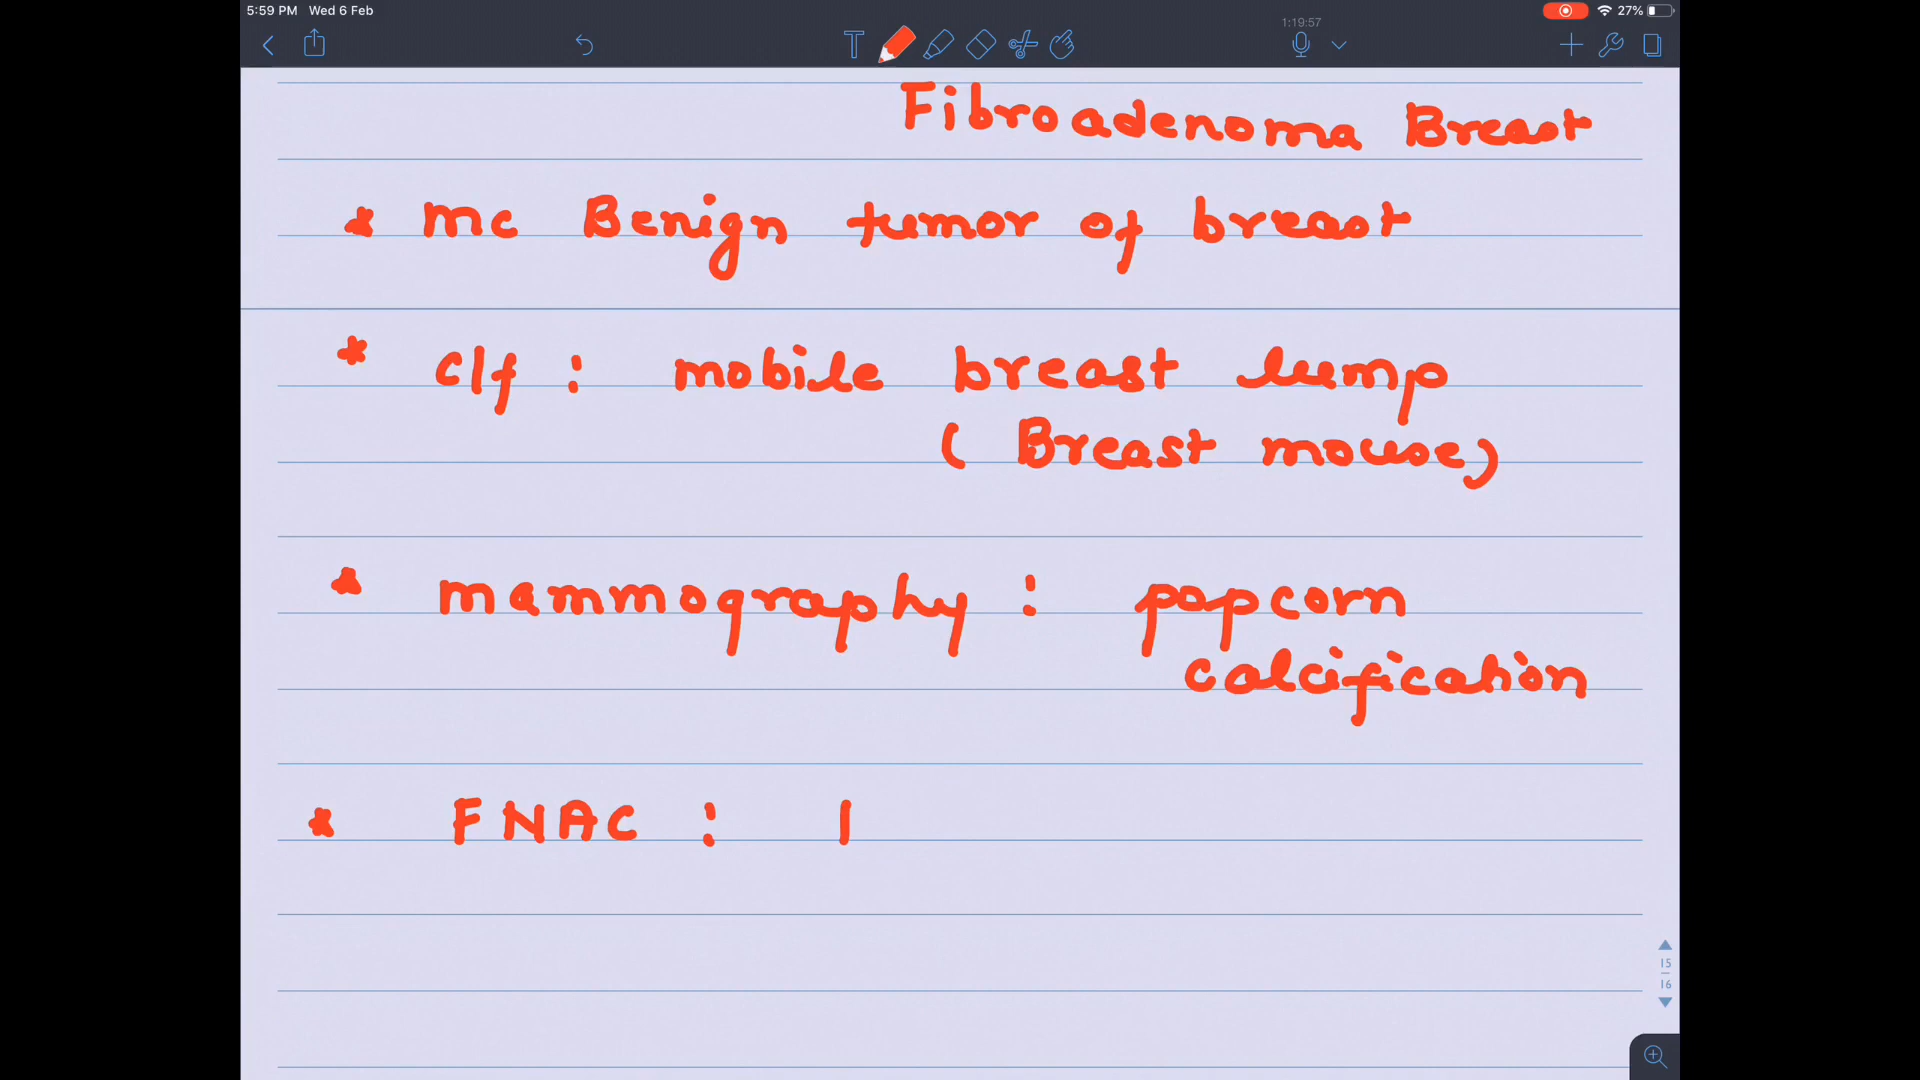 5:59 PM Wed 6 Feb
27%
1:19:57
T
Fibroadenoma Breast
* mc Benign tumor of breast
* c/f : mobile breast lump
( Breast mouse)
* mammography : popcorn
calcification
* FNAC : I
15
16